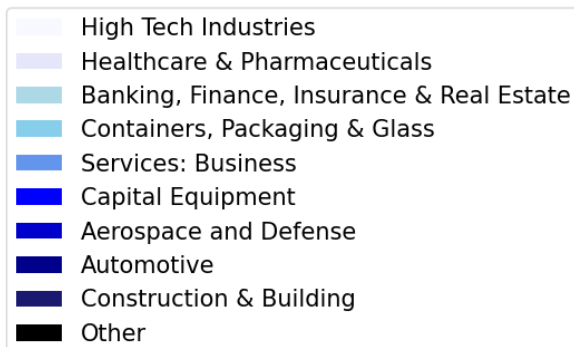 High Tech Industries
Healthcare & Pharmaceuticals
Banking, Finance, Insurance & Real Estate
Containers, Packaging & Glass
Services: Business
Capital Equipment
Aerospace and Defense
Automotive
Construction & Building
Other